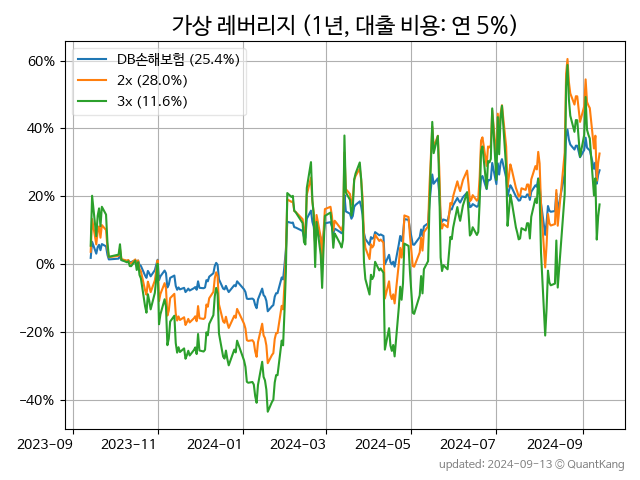 가상 레버리지 (1년, 대출 비용: 연 5%)
DB손해보험 (25.4%)
2x (28.0%)
3x (11.6%)
60%
40%
20%
0%
−20%
−40%
2023-09 2023-11 2024-01 2024-03 2024-05 2024-07 2024-09
updated: 2024-09-13 © QuantKang